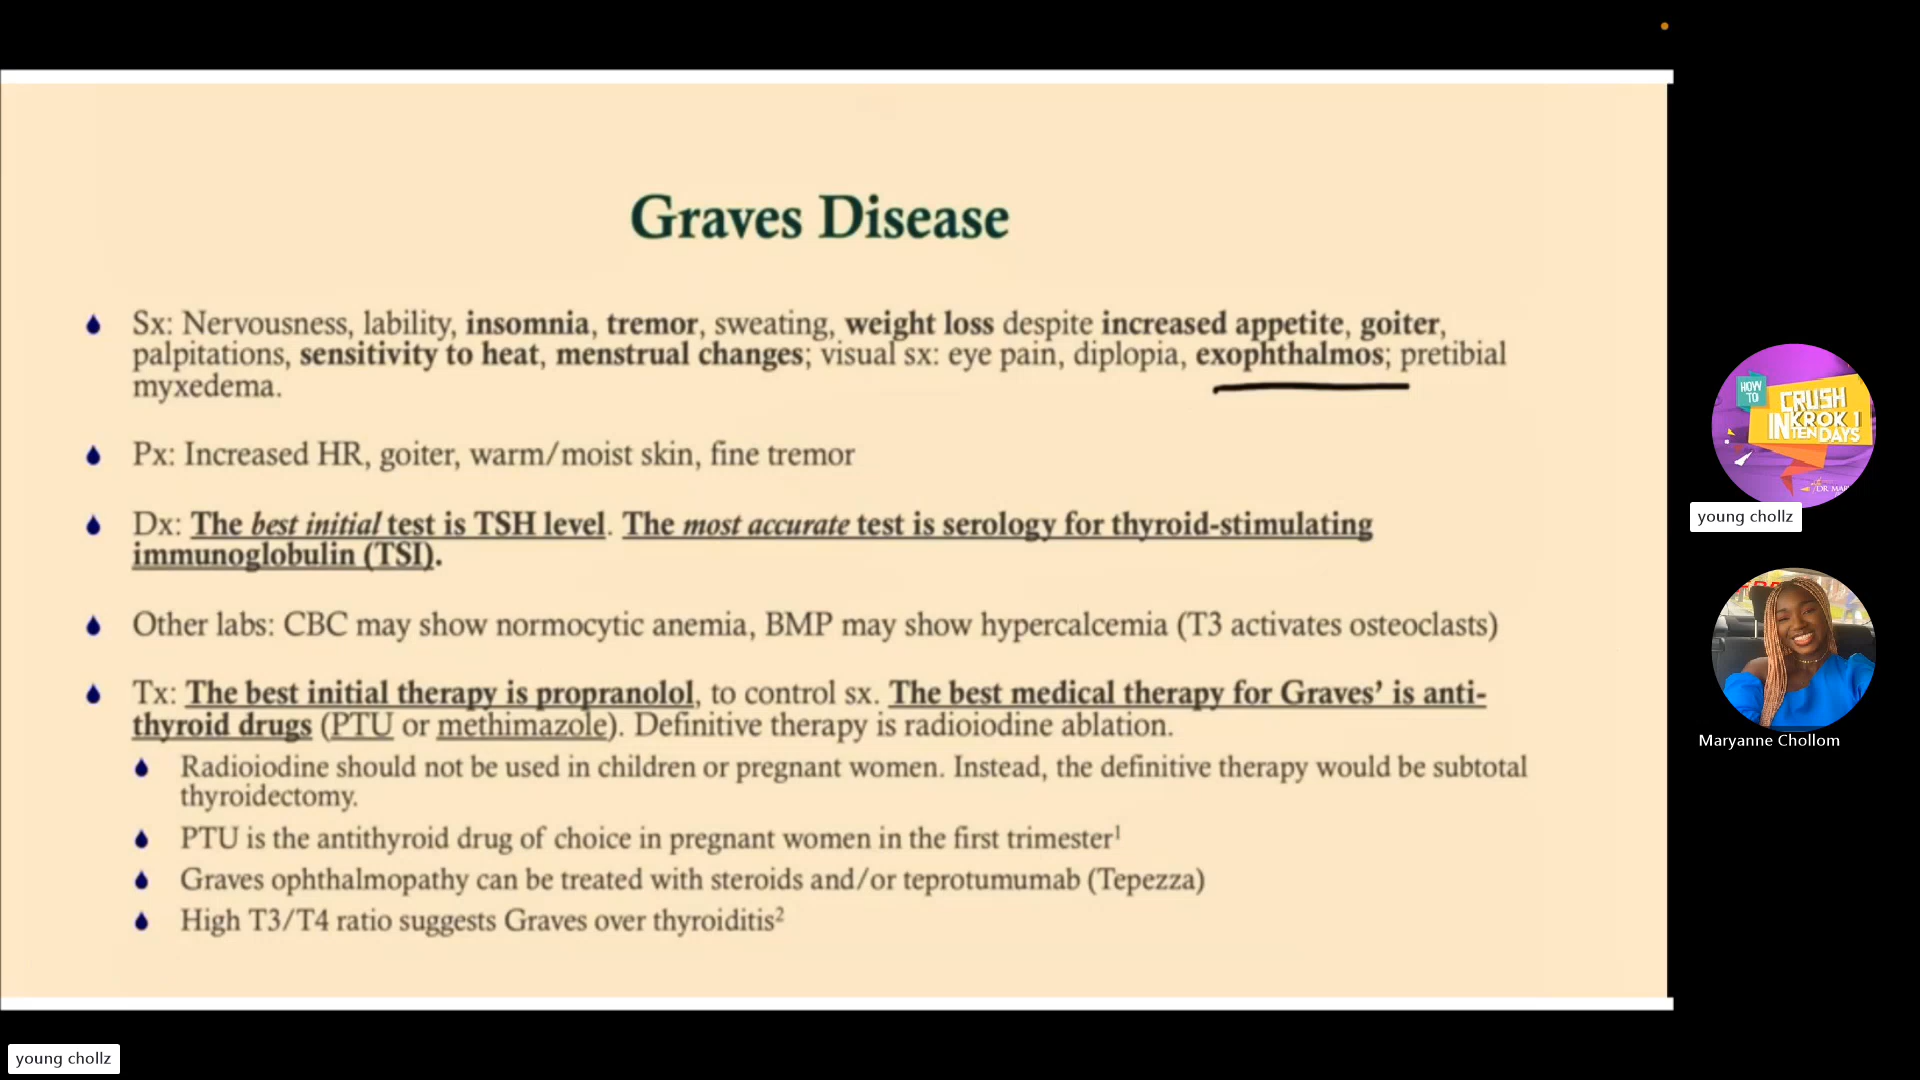 Graves Disease
Sx: Nervousness, lability, insomnia, tremor, sweating, weight loss despite increased appetite, goiter,
palpitations, sensitivity to heat, menstrual changes; visual sx: eye pain, diplopia, exophthalmos; pretibial
myxedema.
Px: Increased HR, goiter, warm/moist skin, fine tremor
Dx: The best initial test is TSH level. The most accurate test is serology for thyroid-stimulating
immunoglobulin (TSI).
Other labs: CBC may show normocytic anemia, BMP may show hypercalcemia (T3 activates osteoclasts)
Tx: The best initial therapy is propranolol, to control sx. The best medical therapy for Graves’ is anti-
thyroid drugs (PTU or methimazole). Definitive therapy is radioiodine ablation.
Radioiodine should not be used in children or pregnant women. Instead, the definitive therapy would be subtotal
thyroidectomy.
PTU is the antithyroid drug of choice in pregnant women in the first trimester¹
Graves ophthalmopathy can be treated with steroids and/or teprotumumab (Tepezza)
High T3/T4 ratio suggests Graves over thyroiditis²
HOW
TO
CRUSH
KROK 1
IN TEN DAYS
young chollz
Maryanne Chollom
young chollz